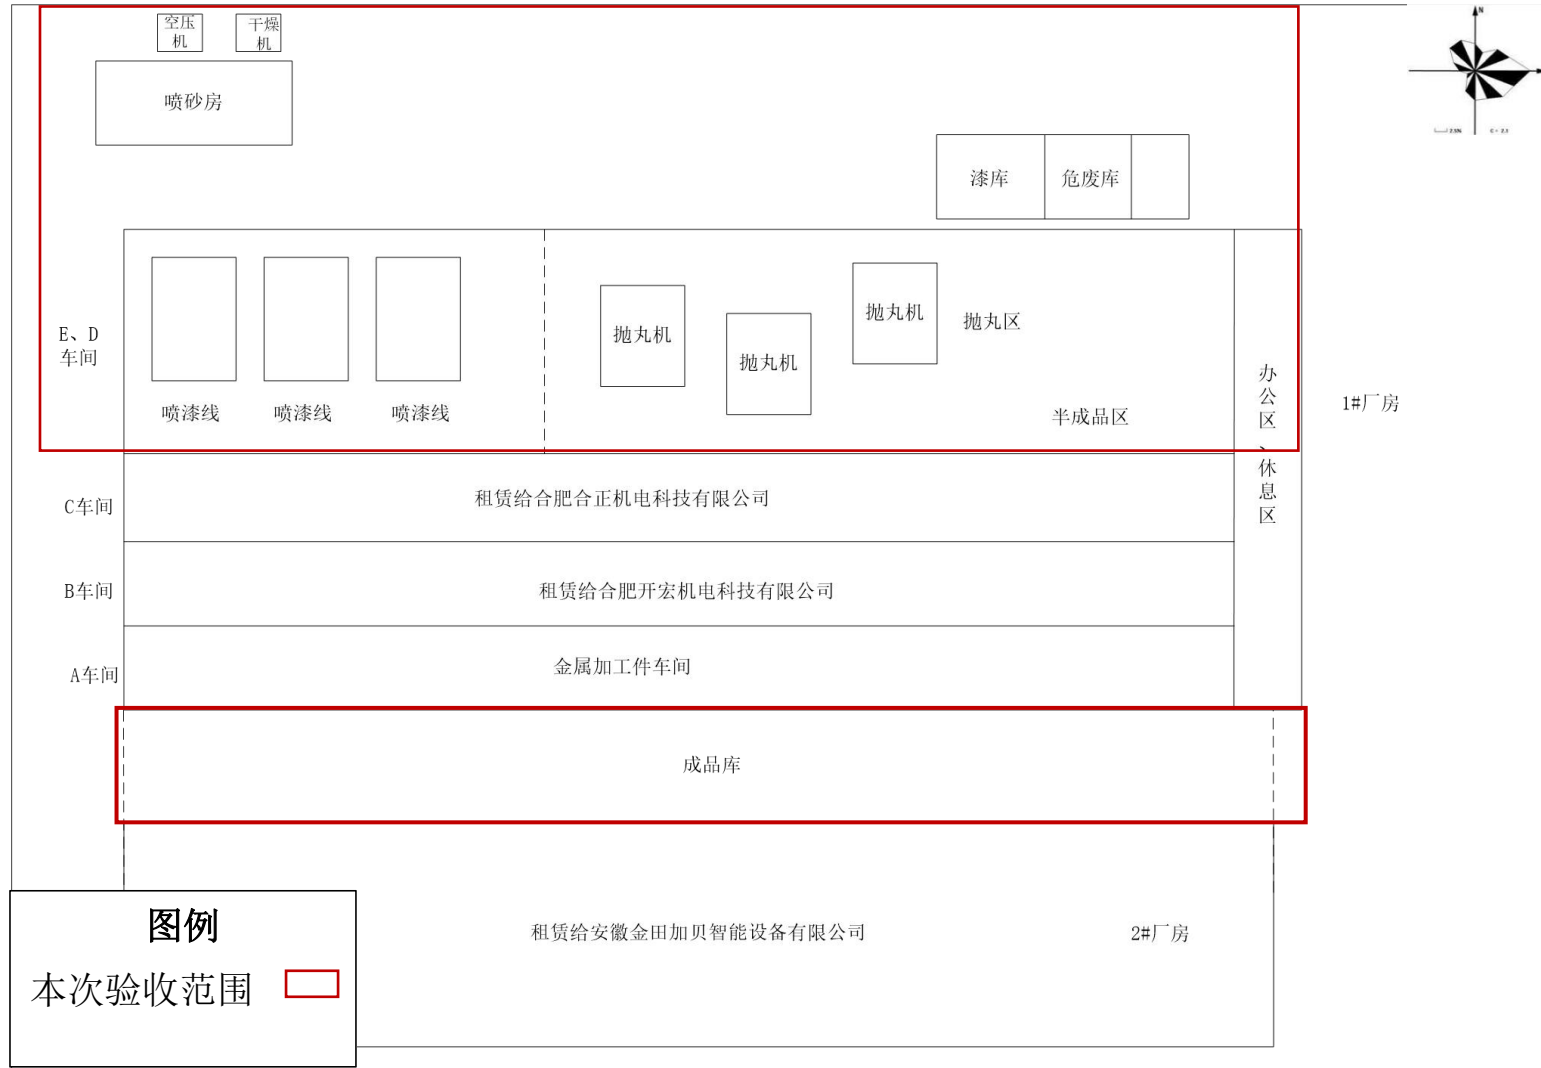 空压
机
干燥
机
N
喷砂房
漆库
危废库
E、D
车间
抛丸机
抛丸机
抛丸机
抛丸区
喷漆线
喷漆线
喷漆线
半成品区
办公区、休息区
1#厂房
C车间
租赁给合肥合正机电科技有限公司
B车间
租赁给合肥开宏机电科技有限公司
A车间
金属加工件车间
成品库
租赁给安徽金田加贝智能设备有限公司
2#厂房
图例
本次验收范围